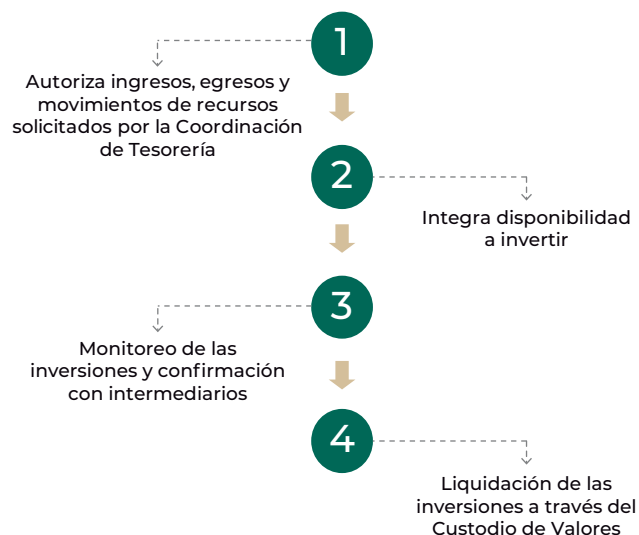 1
Autoriza ingresos, egresos y
movimientos de recursos
solicitados por la Coordinación
de Tesorería
2
Integra disponibilidad
a invertir
3
Monitoreo de las
inversiones y confirmación
con intermediarios
4
Liquidación de las
inversiones a través del
Custodio de Valores